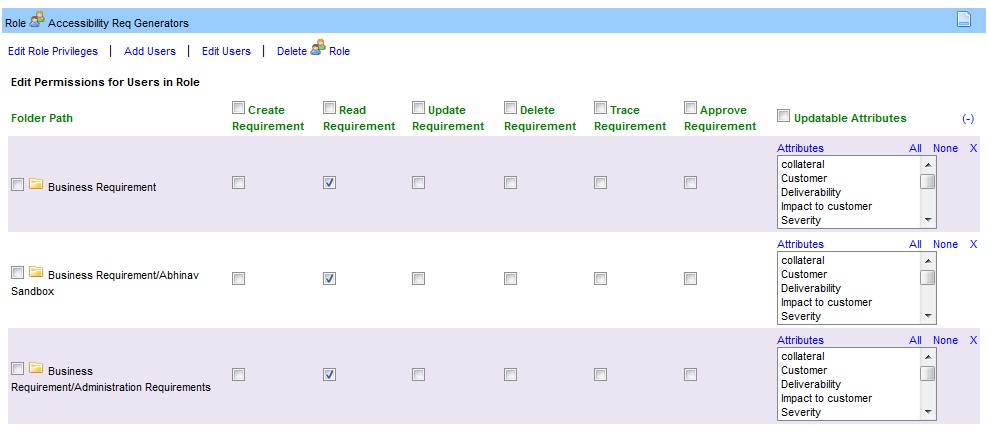 Role Accessibility Req Generators
Edit Role Privileges | Add Users | Edit Users | Delete Role
Edit Permissions for Users in Role
Folder Path
Create Requirement
Read Requirement
Update Requirement
Delete Requirement
Trace Requirement
Approve Requirement
Updatable Attributes
(-)
Business Requirement
Attributes All None X
collateral
Customer
Deliverability
Impact to customer
Severity
Business Requirement/Abhinav
Sandbox
Attributes All None X
collateral
Customer
Deliverability
Impact to customer
Severity
Business
Requirement/Administration Requirements
Attributes All None X
collateral
Customer
Deliverability
Impact to customer
Severity